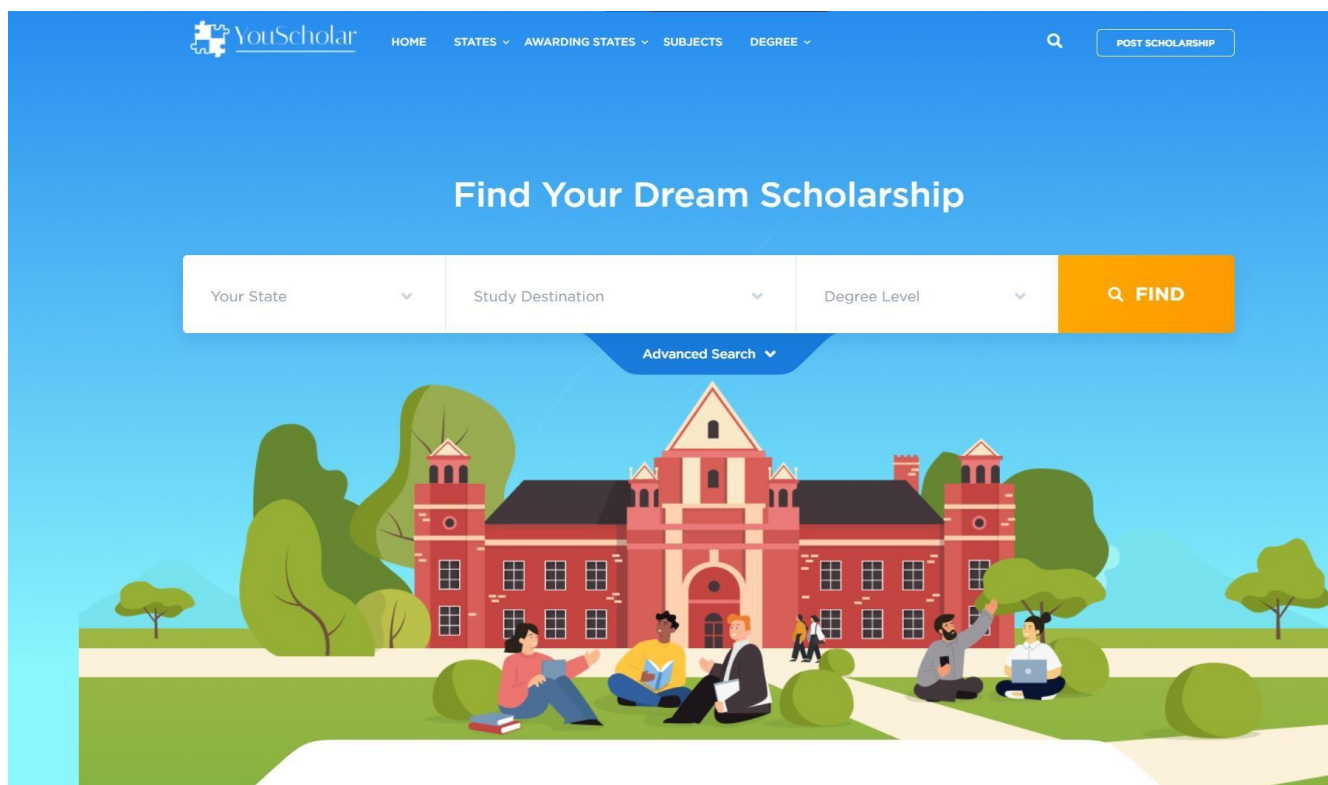 YouScholar
HOME STATES AWARDING STATES SUBJECTS DEGREE
POST SCHOLARSHIP
Find Your Dream Scholarship
Your State
Study Destination
Degree Level
FIND
Advanced Search